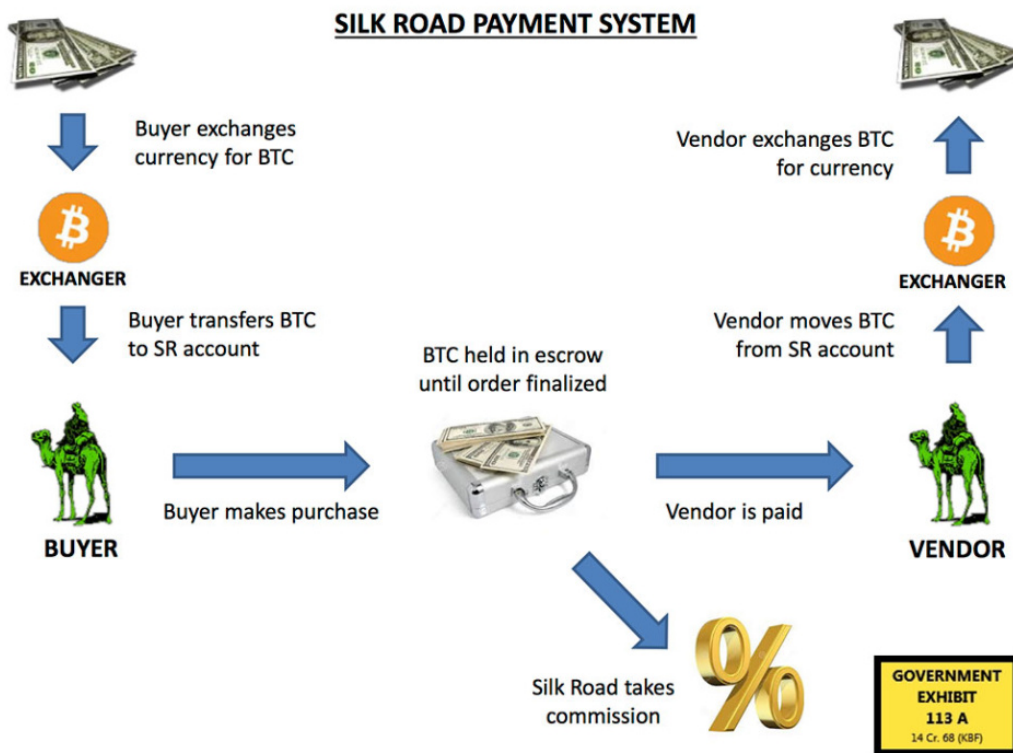 SILK ROAD PAYMENT SYSTEM
Buyer exchanges
currency for BTC
Vendor exchanges BTC
for currency
EXCHANGER
EXCHANGER
Buyer transfers BTC
to SR account
Vendor moves BTC
from SR account
BTC held in escrow
until order finalized
Buyer makes purchase
Vendor is paid
BUYER
VENDOR
Silk Road takes
commission
%
GOVERNMENT
EXHIBIT
113 A
14 Cr. 68 (KBF)